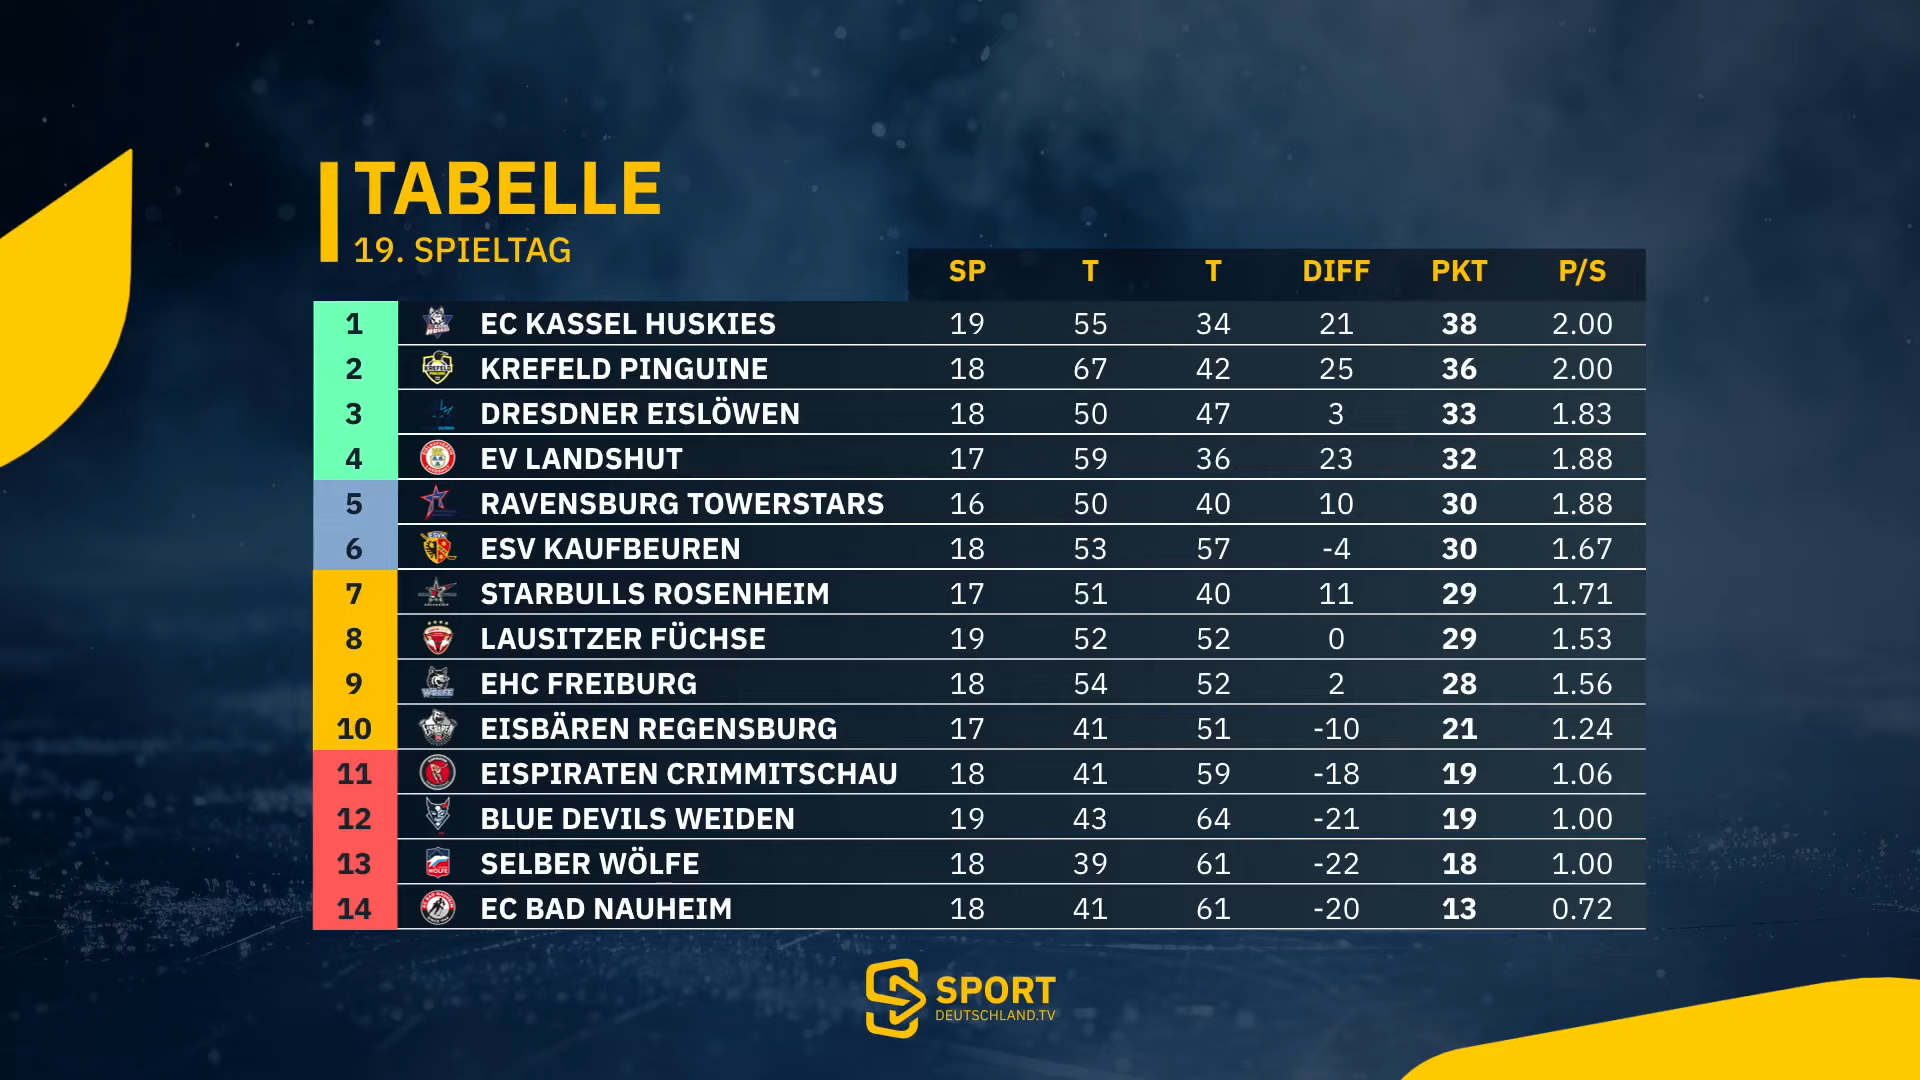 TABELLE
19. SPIELTAG
SP T T DIFF PKT P/S
1 EC KASSEL HUSKIES 19 55 34 21 38 2.00
2 KREFELD PINGUINE 18 67 42 25 36 2.00
3 DRESDNER EISLÖWEN 18 50 47 3 33 1.83
4 EV LANDSHUT 17 59 36 23 32 1.88
5 RAVENSBURG TOWERSTARS 16 50 40 10 30 1.88
6 ESV KAUFBEUREN 18 53 57 -4 30 1.67
7 STARBULLS ROSENHEIM 17 51 40 11 29 1.71
8 LAUSITZER FÜCHSE 19 52 52 0 29 1.53
9 EHC FREIBURG 18 54 52 2 28 1.56
10 EISBÄREN REGENSBURG 17 41 51 -10 21 1.24
11 EISPIRATEN CRIMMITSCHAU 18 41 59 -18 19 1.06
12 BLUE DEVILS WEIDEN 19 43 64 -21 19 1.00
13 SELBER WÖLFE 18 39 61 -22 18 1.00
14 EC BAD NAUHEIM 18 41 61 -20 13 0.72
SPORT
DEUTSCHLAND.TV